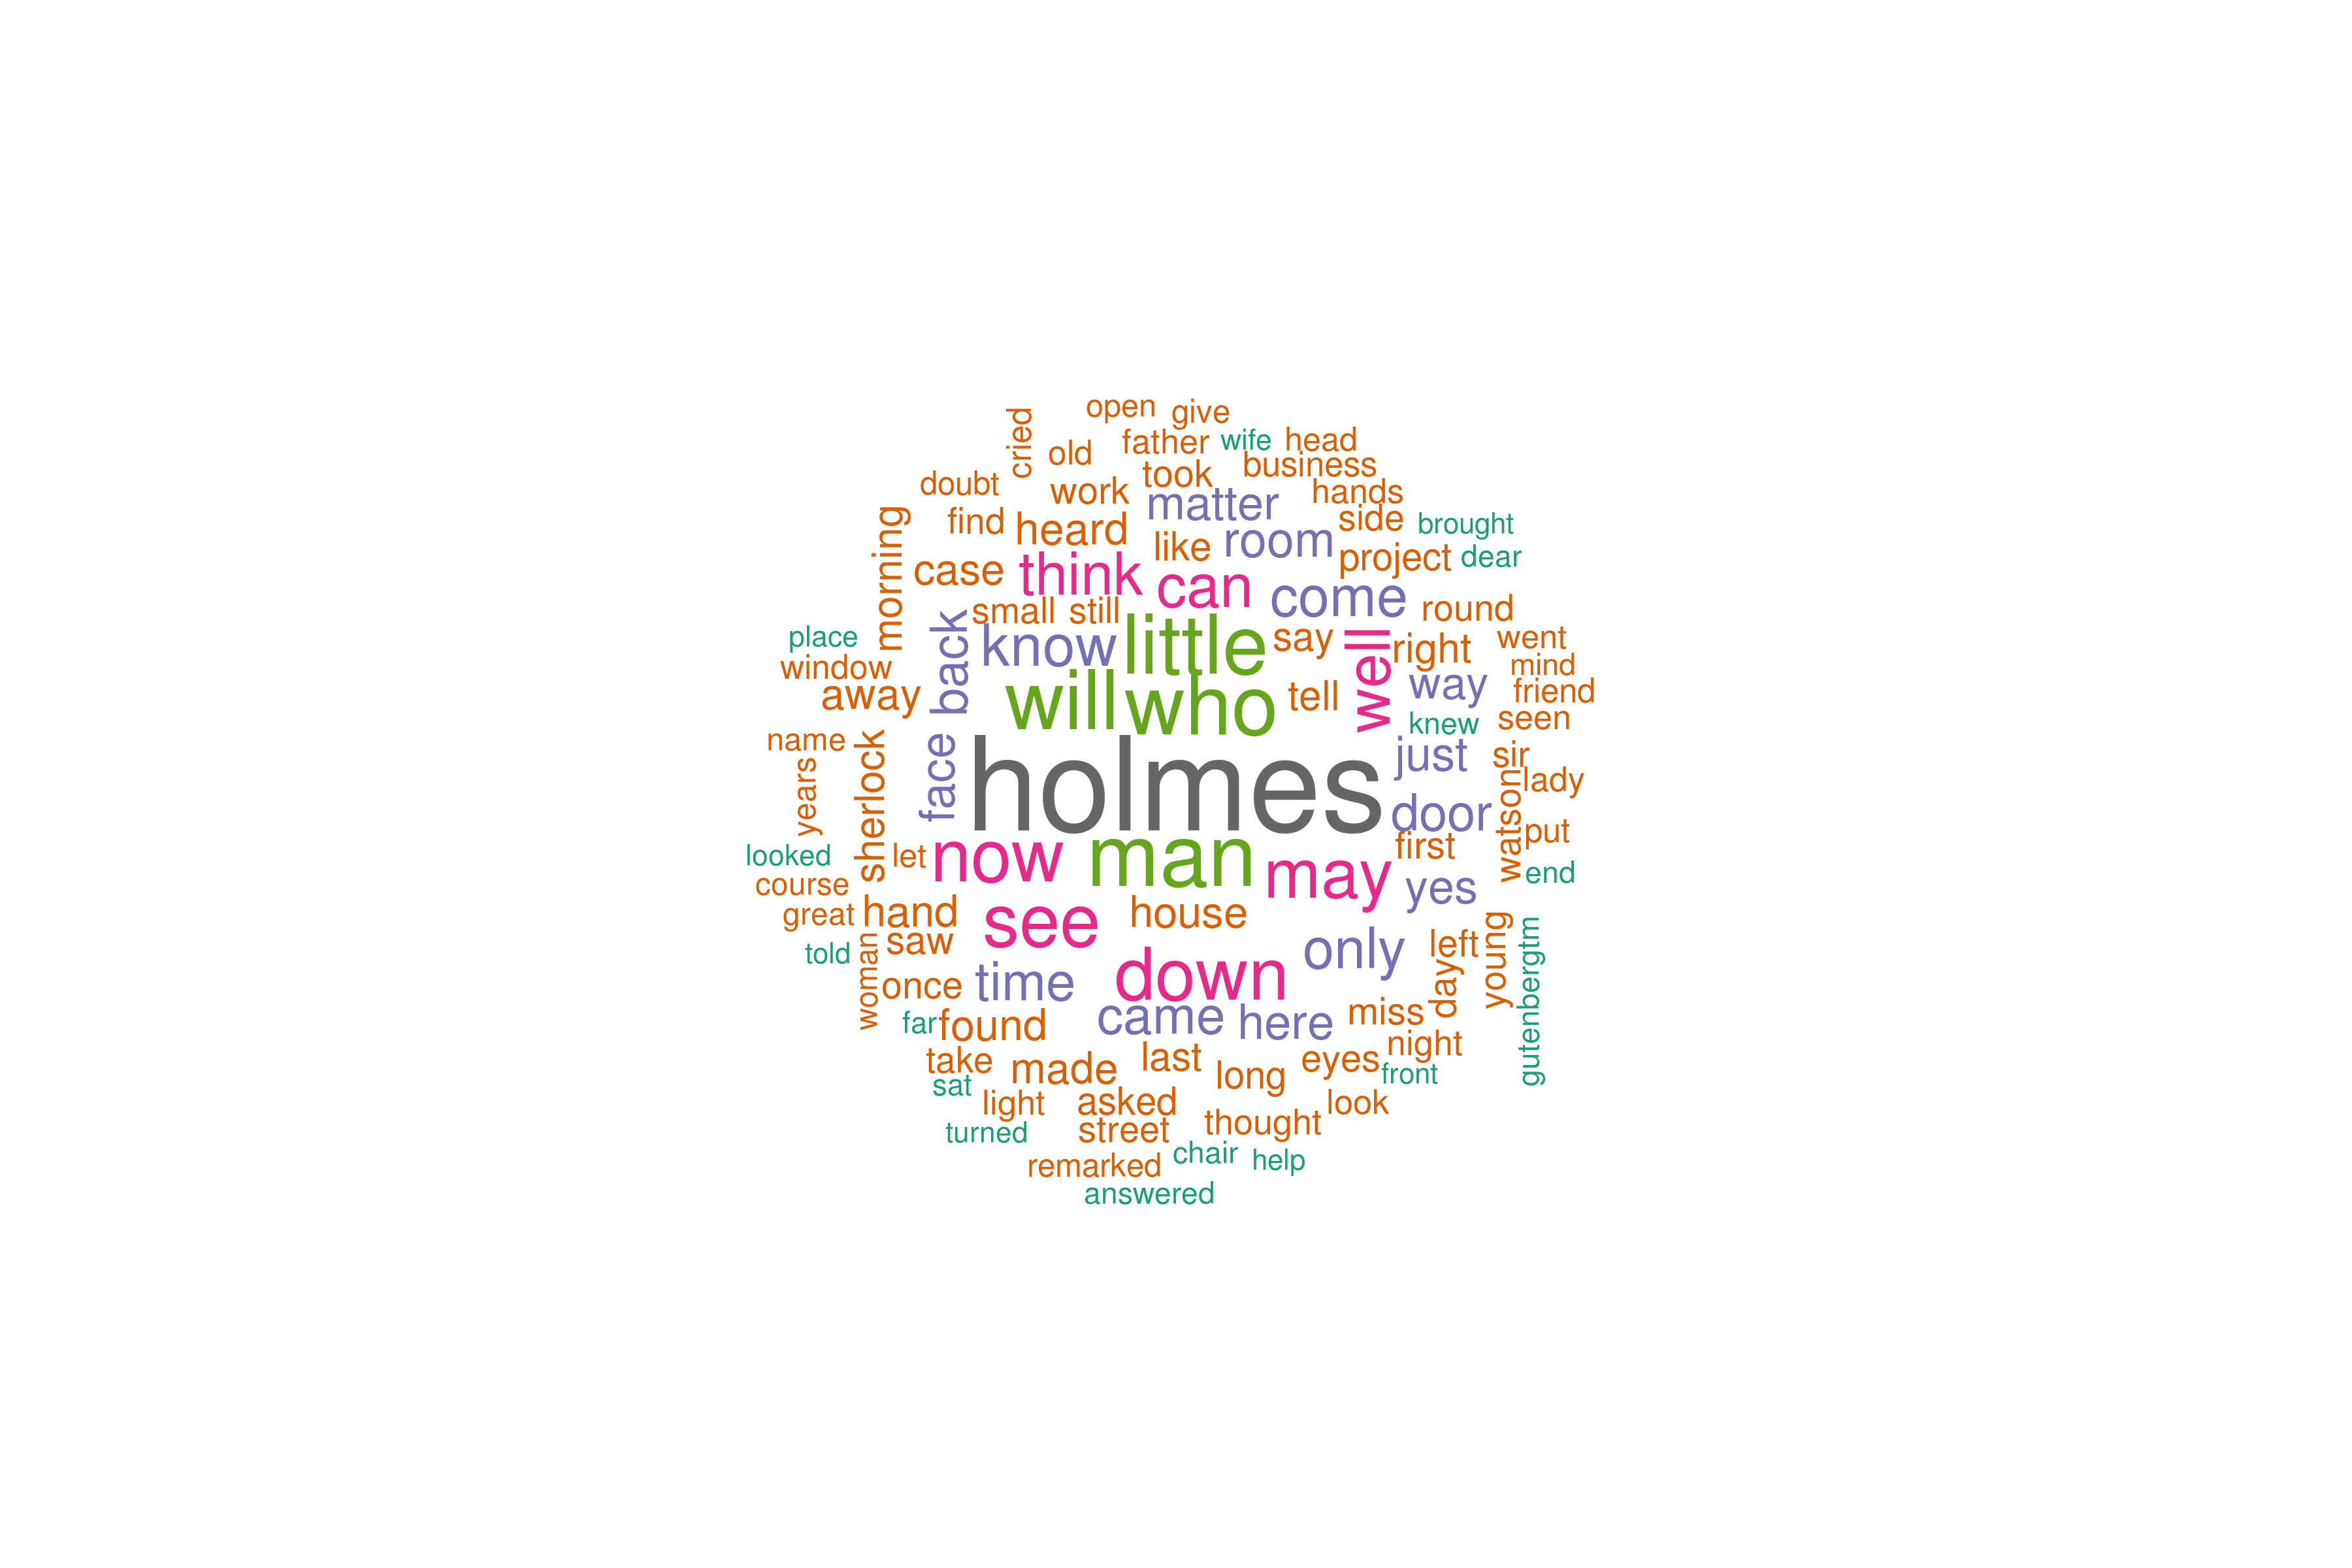 open give
cried
old father wife head
doubt work took business
hands
matter
morning find heard like room side brought
case think can project dear
small still come round
place back know little say well right went
window mind
away will who tell way friend
knew seen
name sherlock face holmes just sir
years door watson lady
looked let now man may first put
course yes end
great hand see house
told woman saw only left young gutenbergtm
once time down day
far found came here miss
take made last long eyes night
sat front
light asked look
turned street thought
remarked chair help
answered